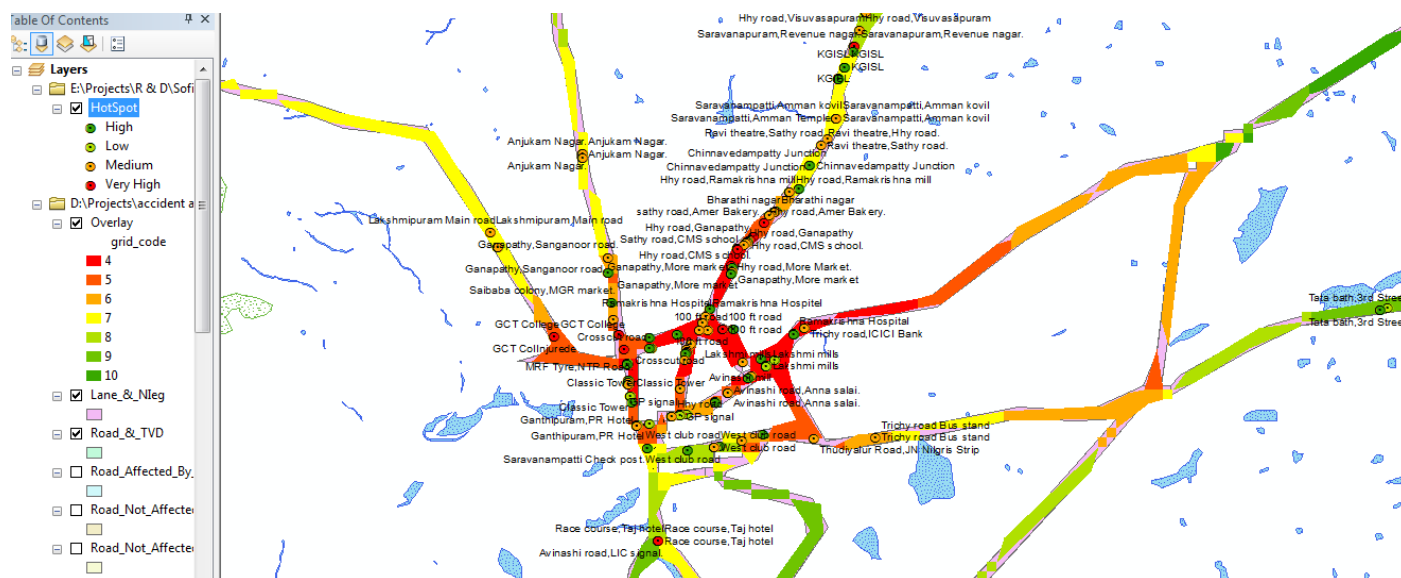 Table Of Contents
Layers
E:\Projects\R & D\Sofi
HotSpot
High
Low
Medium
Very High
D:\Projects\accident a
Overlay
grid_code
4
5
6
7
8
9
10
Lane_&_Nleg
Road_&_TVD
Road_Affected_By_
Road_Not_Affecte
Road_Not_Affecte
Hhy road,Visuvasapuram Hhy road,Visuvasapuram
Saravanapuram,Revenue nagar. Saravanapuram,Revenue nagar.
KGISL KGISL
KGISL
KGISL
Saravanampatti,Amman kovil Saravanampatti,Amman kovil
Saravanampatti,Amman Temple Saravanampatti,Amman kovil
Ravi theatre,Sathy road. Ravi theatre,Hhy road.
Ravi theatre,Sathy road.
Anjukam Nagar. Anjukam Nagar.
Anjukam Nagar.
Anjukam Nagar.
Chinnavedampatty Junction
Chinnavedampatty Junction Chinnavedampatty Junction
Hhy road,Ramakrishna mill Hhy road,Ramakrishna mill
Bharathi nagar Bharathi nagar
sathy road,Amer Bakery. Hhy road,Amer Bakery.
Lakshmipuram Main road Lakshmipuram,Main road
Hhy road,Ganapathy Hhy road,Ganapathy
Sathy road,CMS school Hhy road,CMS school.
Ganapathy,Sanganoor road.
Hhy road,CMS school.
Ganapathy,Sanganoor road. Ganapathy,More market Hhy road,More Market.
Ganapathy,More market Ganapathy,More market
Saibaba colony,MGR market.
Ramakrishna Hospital Ramakrishna Hospital
100 ft road 100 ft road
GCT College GCT College
Ramakrishna Hospital
Crosscut road
Trichy road,ICICI Bank
GCT Collnjurede
Lakshmi mills Lakshmi mills
MRF Tyre,NTP Road Crosscut road
Lakshmi mills
Classic Tower Classic Tower
Avinashi road,Anna salai.
Classic Tower GP signal Hhy road
Avinashi road,Anna salai.
GP signal
Ganthipuram,PR Hotel
Ganthipuram,PR Hotel West club road West club road
West club road
Trichy road Bus stand
Trichy road Bus stand
Thudiyalur Road,JN Nilgris Strip
Saravanampatti Check post. West club road
Tata bath,3rd Stree
Tata bath,3rd Stree
Race course,Taj hotel Race course,Taj hotel
Race course,Taj hotel
Avinashi road,LIC signal.